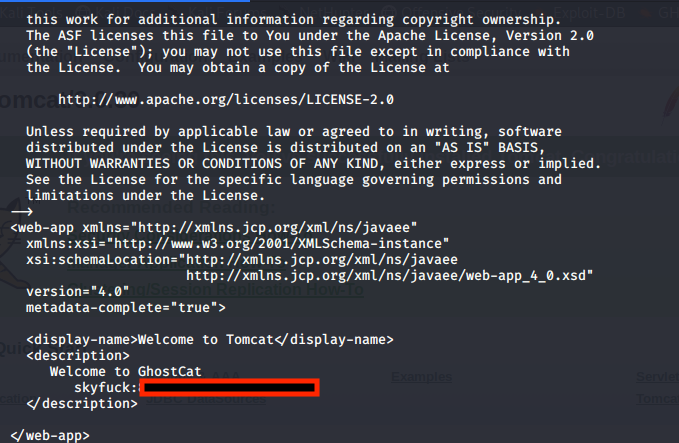 this work for additional information regarding copyright ownership.
The ASF licenses this file to You under the Apache License, Version 2.0
(the "License"); you may not use this file except in compliance with
the License.  You may obtain a copy of the License at
http://www.apache.org/licenses/LICENSE-2.0
Unless required by applicable law or agreed to in writing, software
distributed under the License is distributed on an "AS IS" BASIS,
WITHOUT WARRANTIES OR CONDITIONS OF ANY KIND, either express or implied.
See the License for the specific language governing permissions and
limitations under the License.
-->
<web-app xmlns="http://xmlns.jcp.org/xml/ns/javaee"
xmlns:xsi="http://www.w3.org/2001/XMLSchema-instance"
xsi:schemaLocation="http://xmlns.jcp.org/xml/ns/javaee
http://xmlns.jcp.org/xml/ns/javaee/web-app_4_0.xsd"
version="4.0"
metadata-complete="true">
<display-name>Welcome to Tomcat</display-name>
<description>
Welcome to GhostCat
skyfuck:
</description>
</web-app>
Recommended Reading:
/Session Replication How-To
Examples